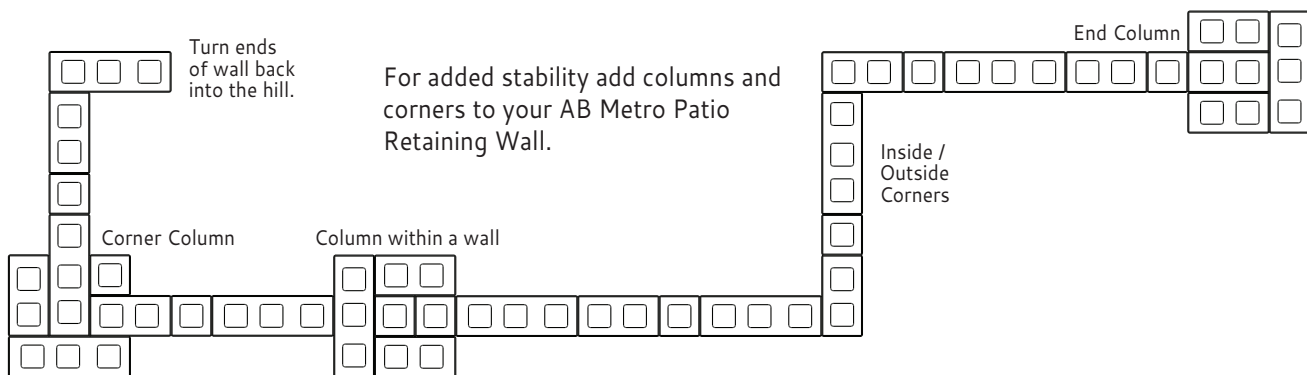 Turn ends
of wall back
into the hill.
For added stability add columns and
corners to your AB Metro Patio
Retaining Wall.
End Column
Inside /
Outside
Corners
Corner Column
Column within a wall